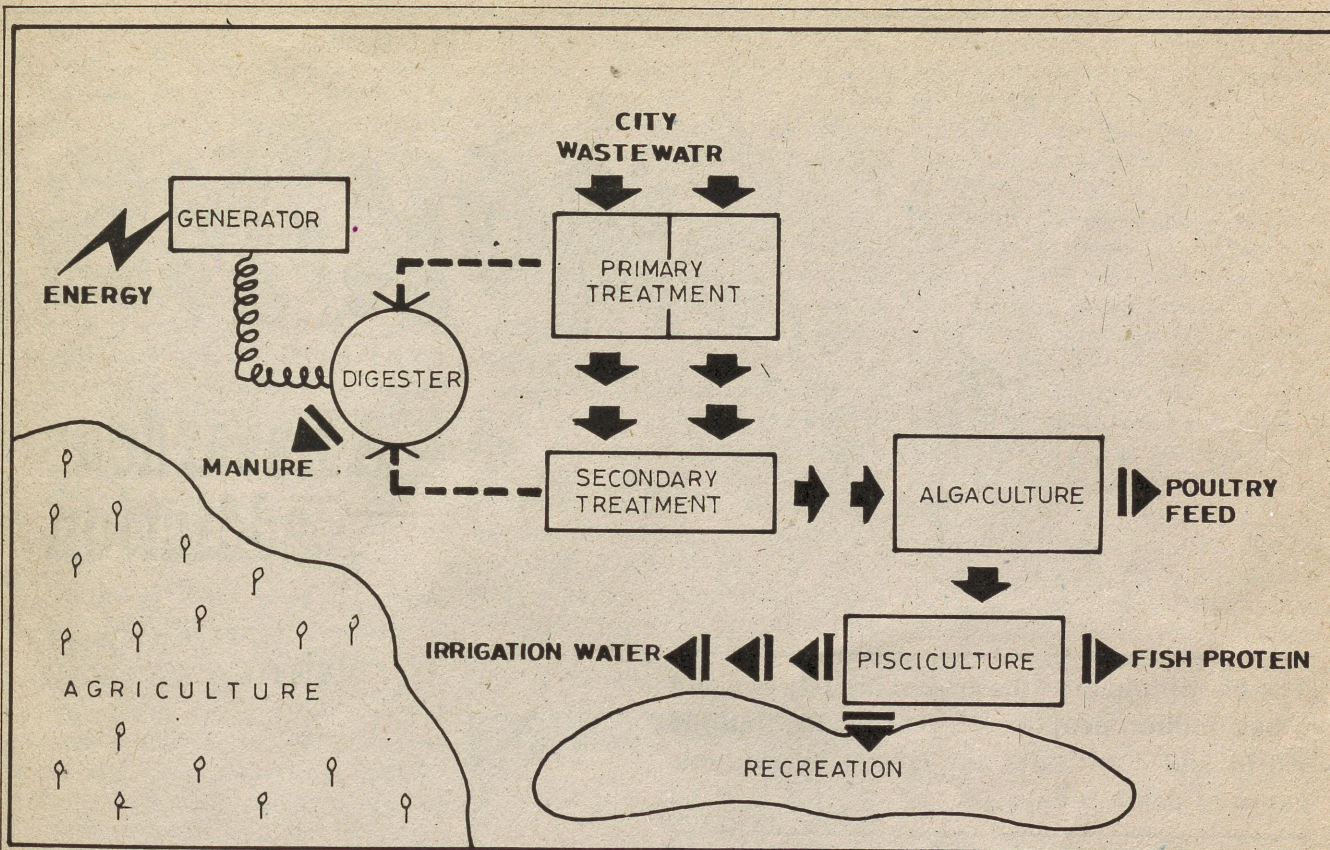 CITY
WASTEWATR
GENERATOR
ENERGY
PRIMARY
TREATMENT
DIGESTER
MANURE
SECONDARY
TREATMENT
ALGACULTURE
POULTRY
FEED
IRRIGATION WATER
PISCICULTURE
FISH PROTEIN
AGRICULTURE
RECREATION